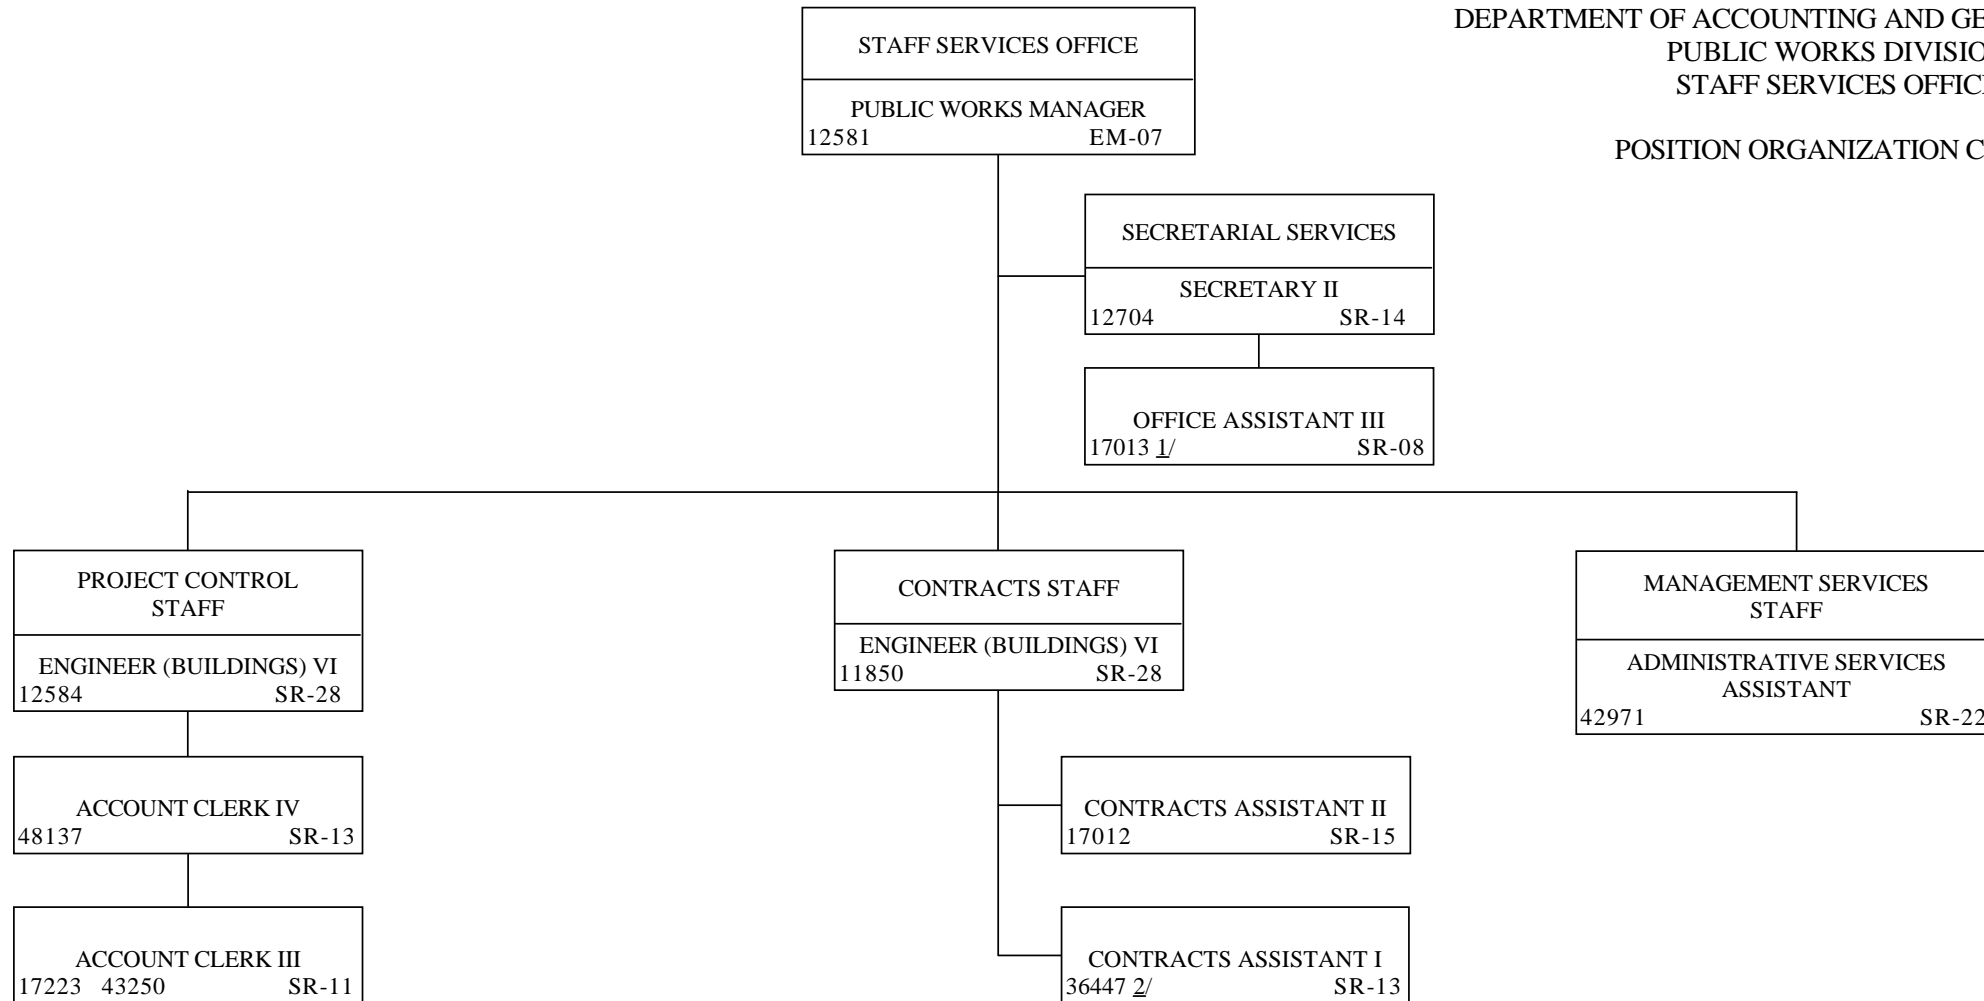 DEPARTMENT OF ACCOUNTING AND GE
PUBLIC WORKS DIVISIO
STAFF SERVICES OFFIC
POSITION ORGANIZATION C
STAFF SERVICES OFFICE
PUBLIC WORKS MANAGER
12581 EM-07
SECRETARIAL SERVICES
SECRETARY II
12704 SR-14
OFFICE ASSISTANT III
17013 1/ SR-08
PROJECT CONTROL
STAFF
ENGINEER (BUILDINGS) VI
12584 SR-28
ACCOUNT CLERK IV
48137 SR-13
ACCOUNT CLERK III
17223 43250 SR-11
CONTRACTS STAFF
ENGINEER (BUILDINGS) VI
11850 SR-28
CONTRACTS ASSISTANT II
17012 SR-15
CONTRACTS ASSISTANT I
36447 2/ SR-13
MANAGEMENT SERVICES
STAFF
ADMINISTRATIVE SERVICES
ASSISTANT
42971 SR-22